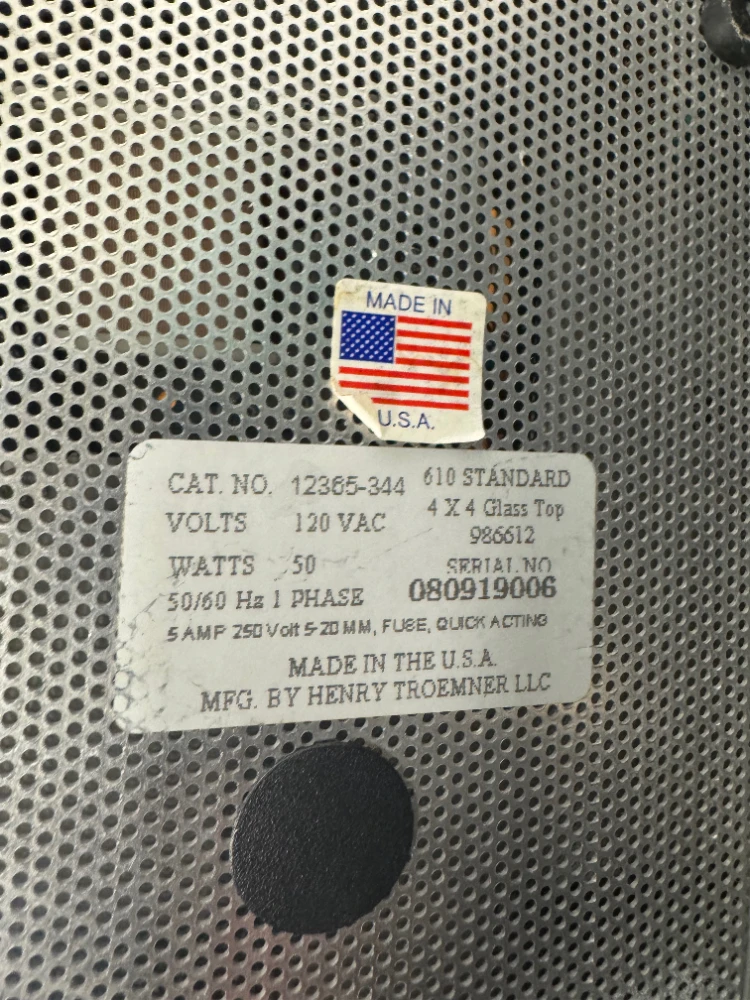 MADE IN
U.S.A.
CAT. NO. 12365-344 610 STANDARD
VOLTS 120 VAC 4 X 4 Glass Top
986612
WATTS 50 SERIAL NO
50/60 Hz 1 PHASE 080919006
5 AMP 250 Volt 5-20 MM, FUSE, QUICK ACTING
MADE IN THE U.S.A.
MFG. BY HENRY TROEMNER LLC